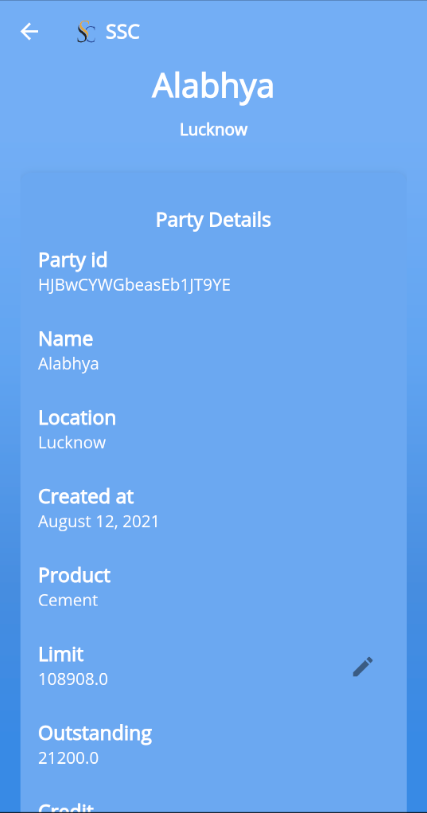 SSC
Alabhya
Lucknow
Party Details
Party id
HJBwCYWGbeasEb1JT9YE
Name
Alabhya
Location
Lucknow
Created at
August 12, 2021
Product
Cement
Limit
108908.0
Outstanding
21200.0
Credit